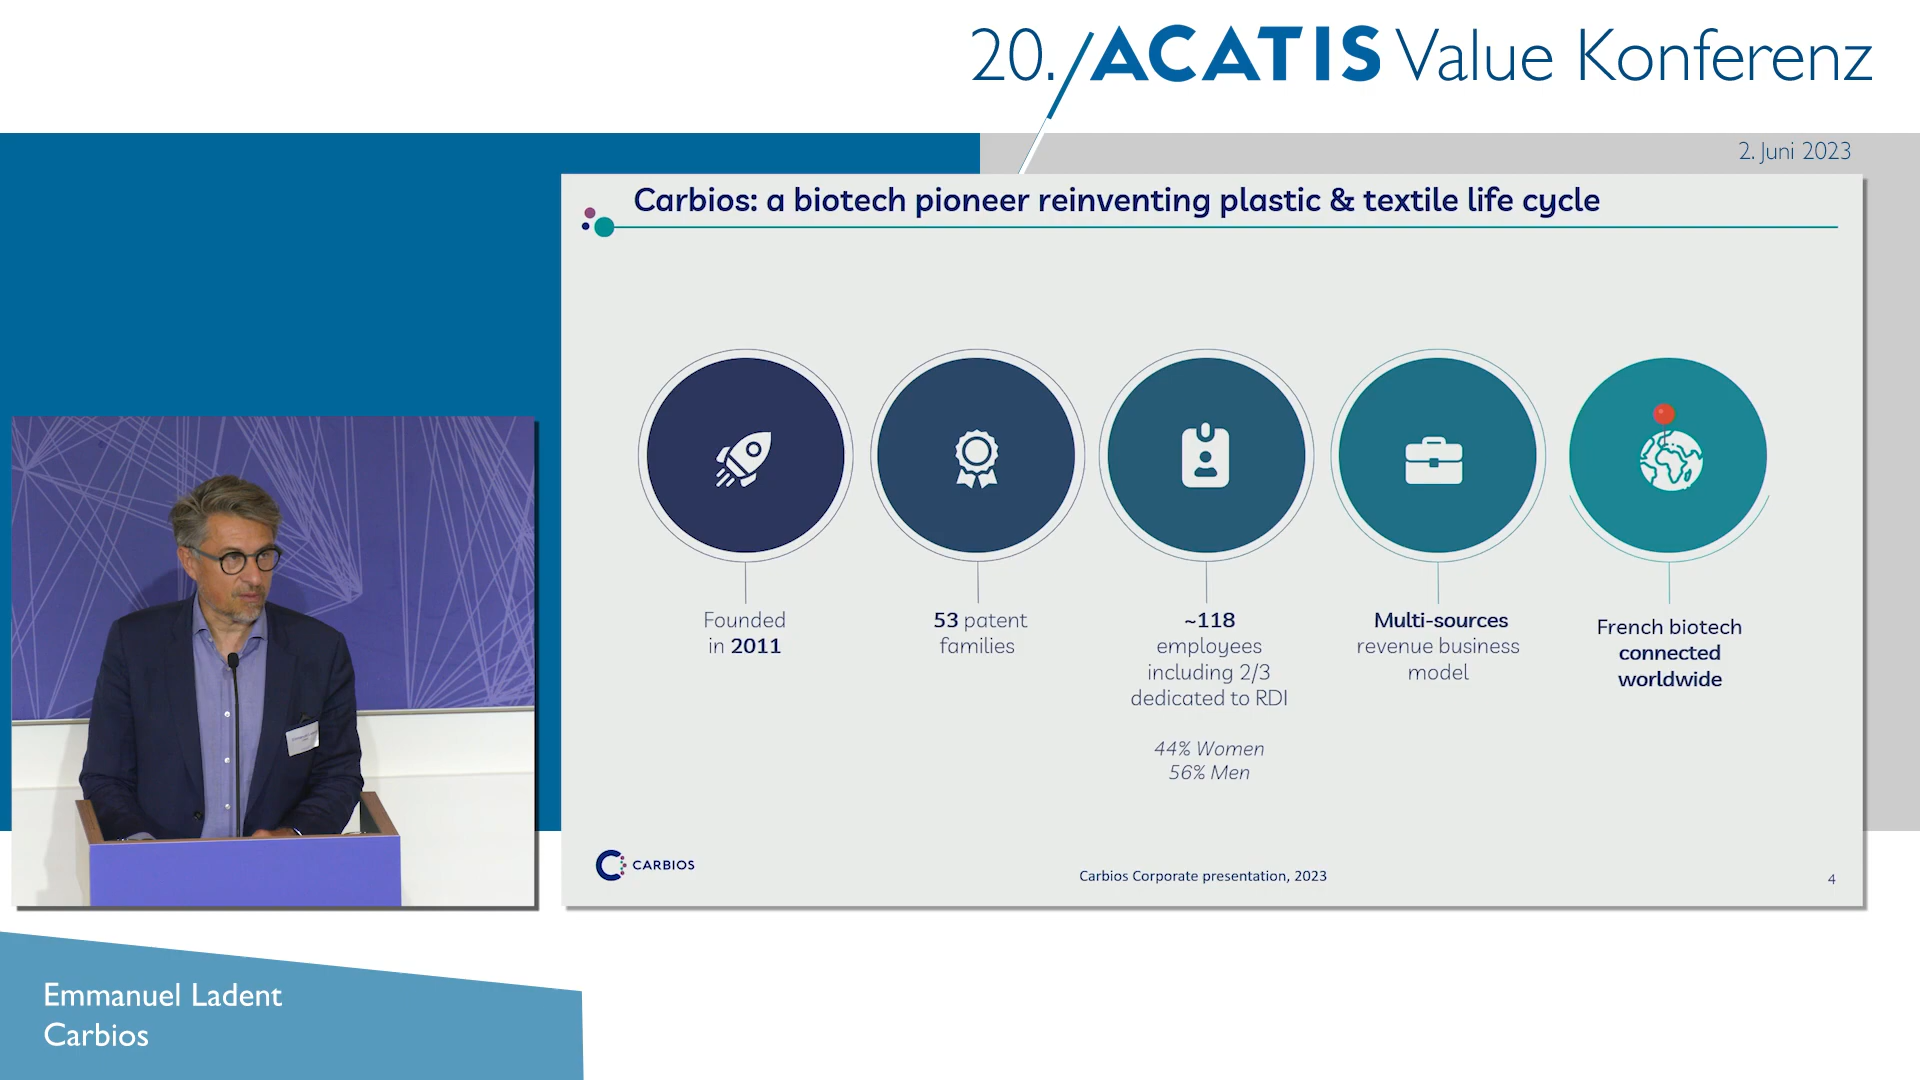 20. ACATIS Value Konferenz
2. Juni 2023
Carbios: a biotech pioneer reinventing plastic & textile life cycle
Founded
in 2011
53 patent
families
~118
employees
including 2/3
dedicated to RDI
44% Women
56% Men
Multi-sources
revenue business
model
French biotech
connected
worldwide
CARBIOS
Carbios Corporate presentation, 2023
4
Emmanuel Ladent
Carbios